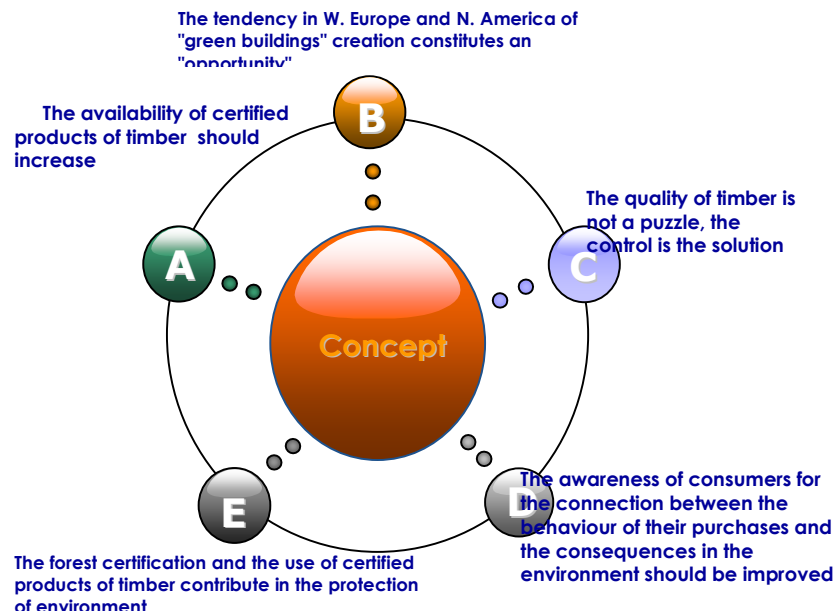 The tendency in W. Europe and N. America of
"green buildings" creation constitutes an
"opportunity"
B
The availability of certified
products of timber should
increase
A
The quality of timber is
not a puzzle, the
control is the solution
C
Concept
E
The forest certification and the use of certified
products of timber contribute in the protection
of environment
D
The awareness of consumers for
the connection between the
behaviour of their purchases and
the consequences in the
environment should be improved